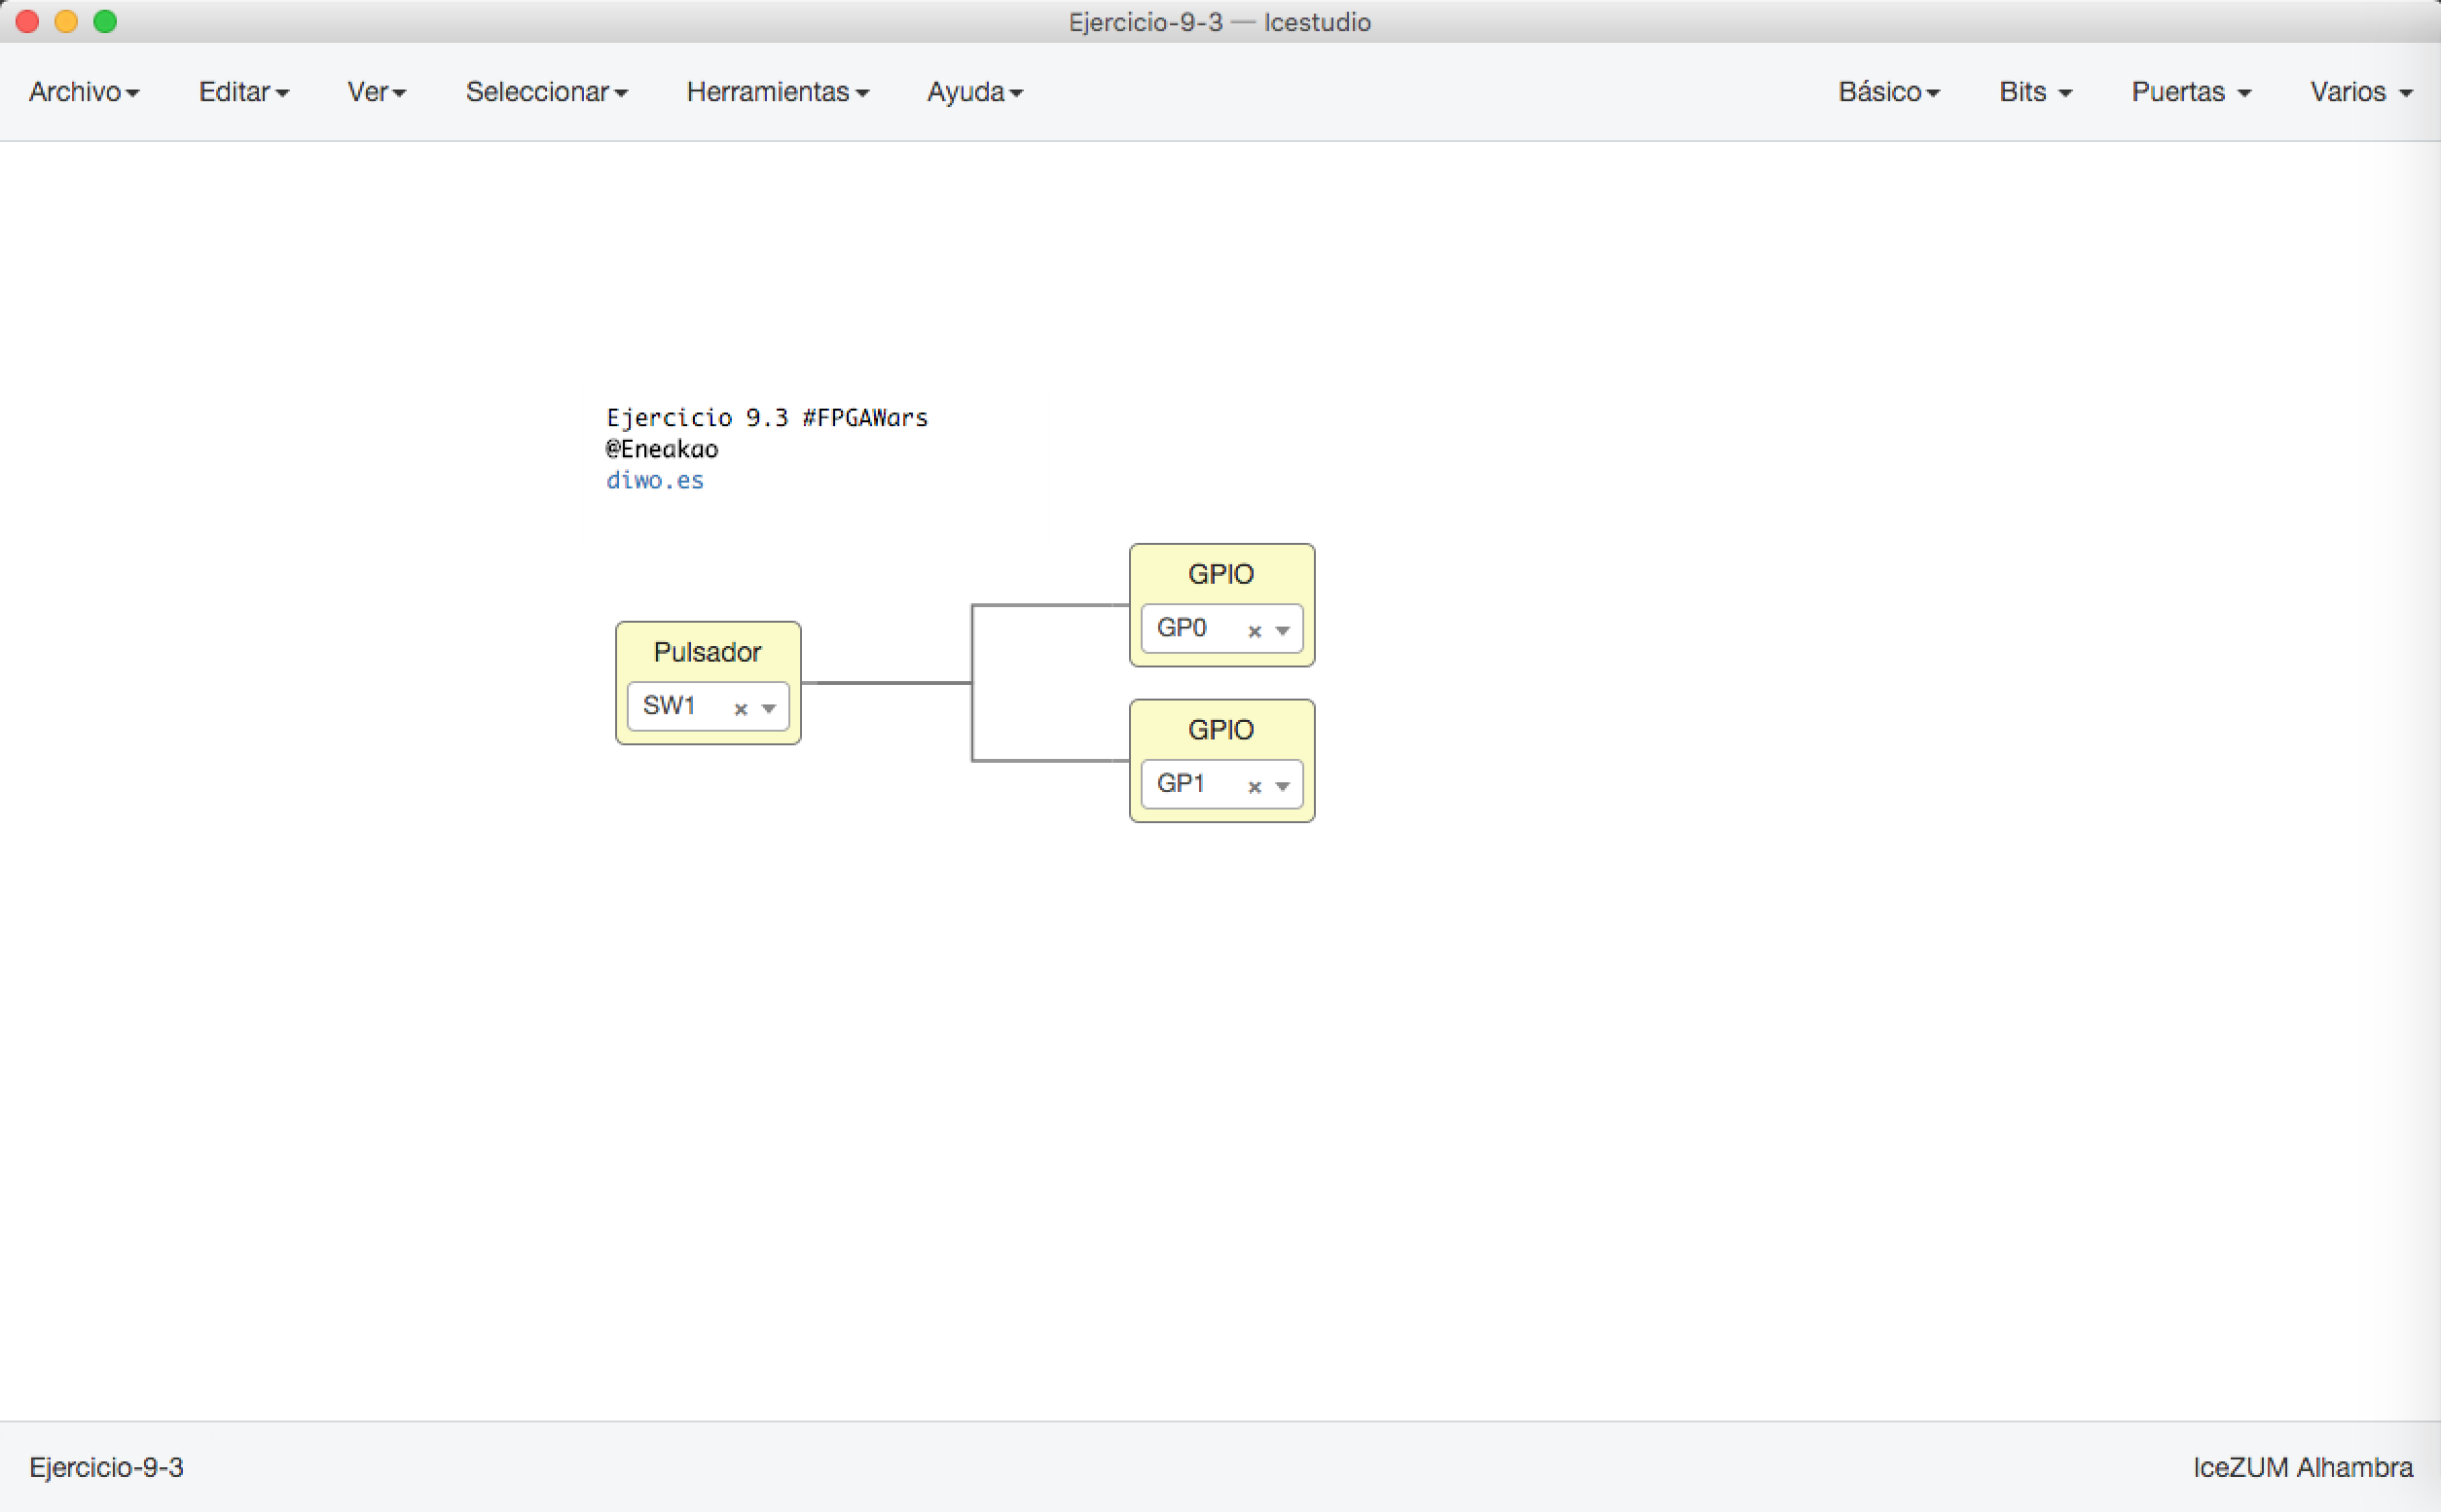 Ejercicio-9-3 — Icestudio
Archivo Editar Ver Seleccionar Herramientas Ayuda Básico Bits Puertas Varios
Ejercicio 9.3 #FPGAWars
@Eneakao
diwo.es
GPIO
GP0
Pulsador
SW1
GPIO
GP1
Ejercicio-9-3 IceZUM Alhambra